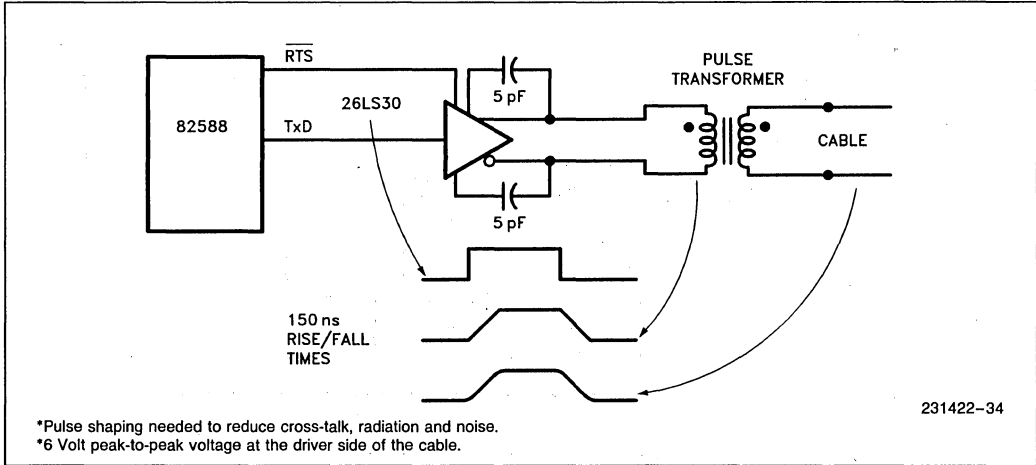 RTS
5 pF
PULSE
TRANSFORMER
26LS30
82588
TxD
CABLE
5 pF
150 ns
RISE/FALL
TIMES
231422-34
*Pulse shaping needed to reduce cross-talk, radiation and noise.
*6 Volt peak-to-peak voltage at the driver side of the cable.